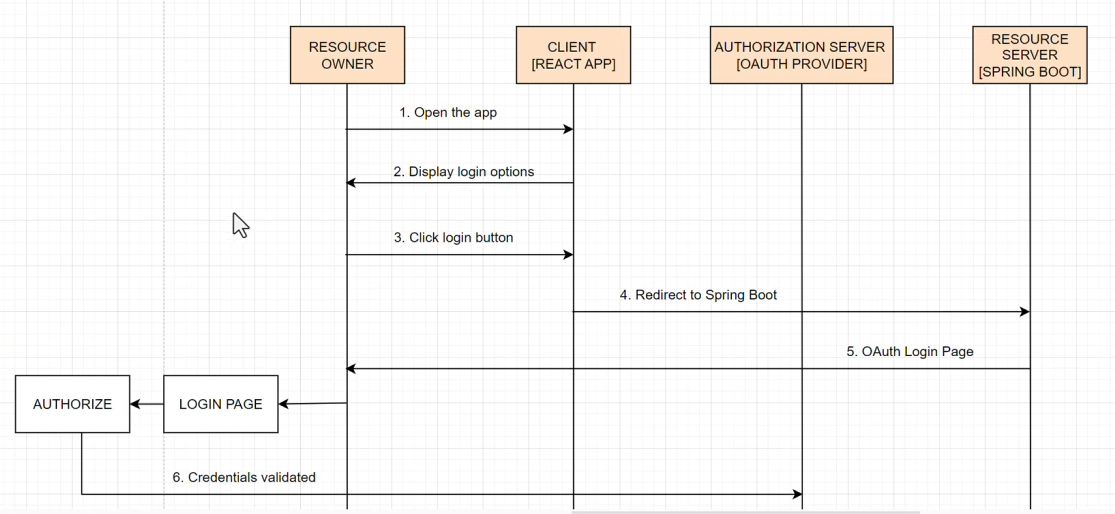 RESOURCE
OWNER
CLIENT
[REACT APP]
AUTHORIZATION SERVER
[OAUTH PROVIDER]
RESOURCE
SERVER
[SPRING BOOT]
1. Open the app
2. Display login options
3. Click login button
4. Redirect to Spring Boot
5. OAuth Login Page
AUTHORIZE
LOGIN PAGE
6. Credentials validated